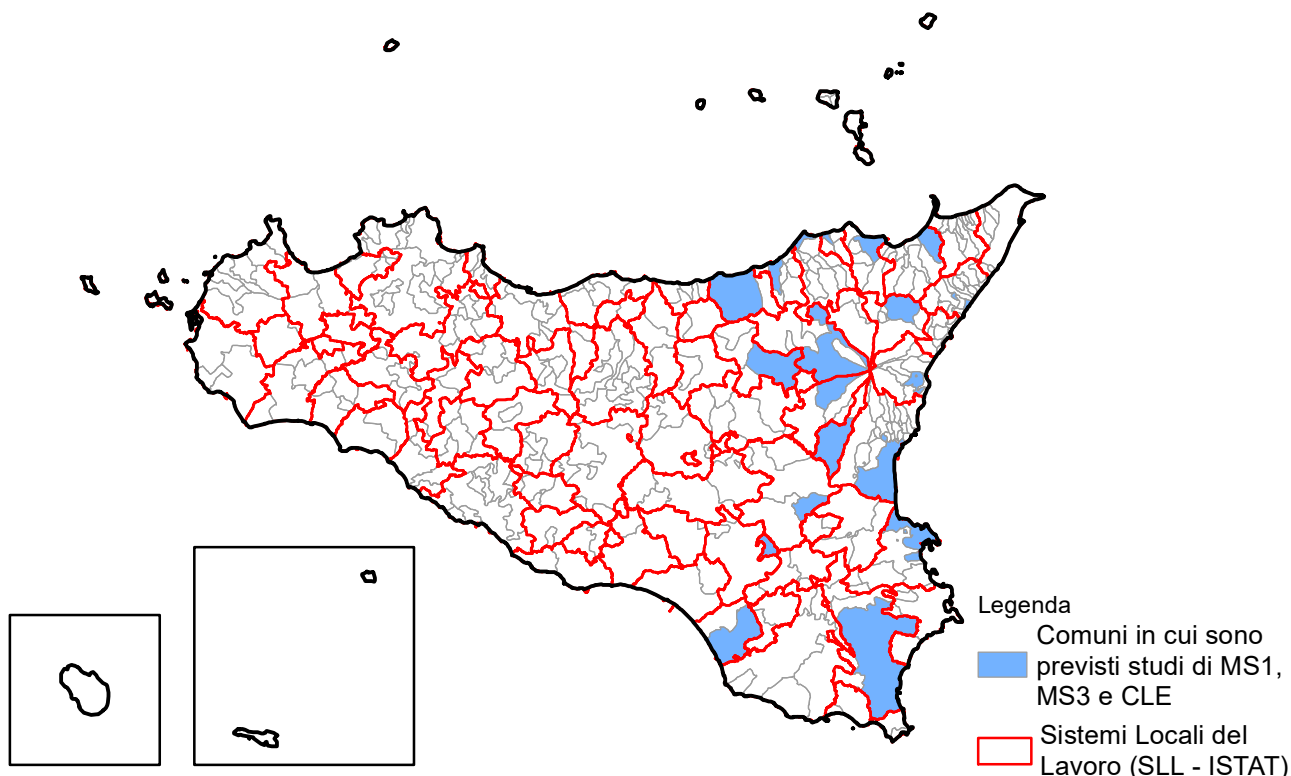 Legenda
Comuni in cui sono
previsti studi di MS1,
MS3 e CLE
Sistemi Locali del
Lavoro (SLL - ISTAT)